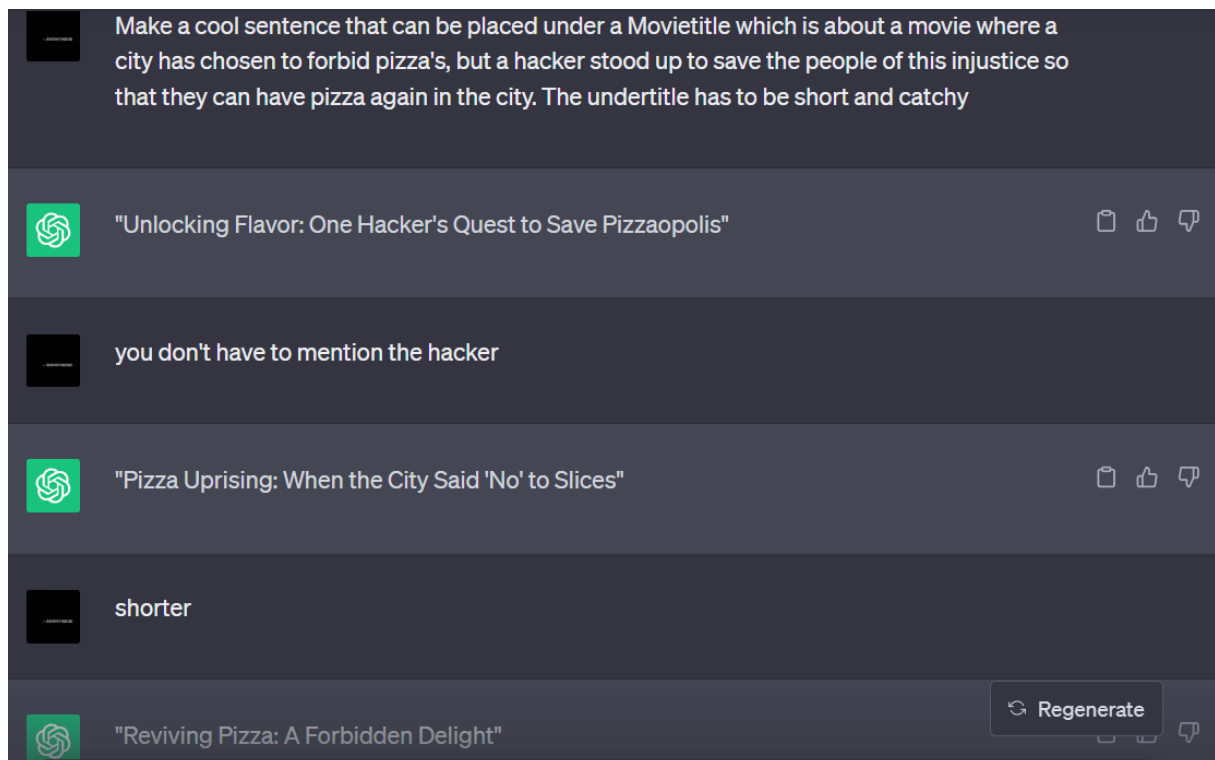 Make a cool sentence that can be placed under a Movietitle which is about a movie where a
city has chosen to forbid pizza's, but a hacker stood up to save the people of this injustice so
that they can have pizza again in the city. The undertitle has to be short and catchy
"Unlocking Flavor: One Hacker's Quest to Save Pizzaopolis"
you don't have to mention the hacker
"Pizza Uprising: When the City Said 'No' to Slices"
shorter
Regenerate
"Reviving Pizza: A Forbidden Delight"